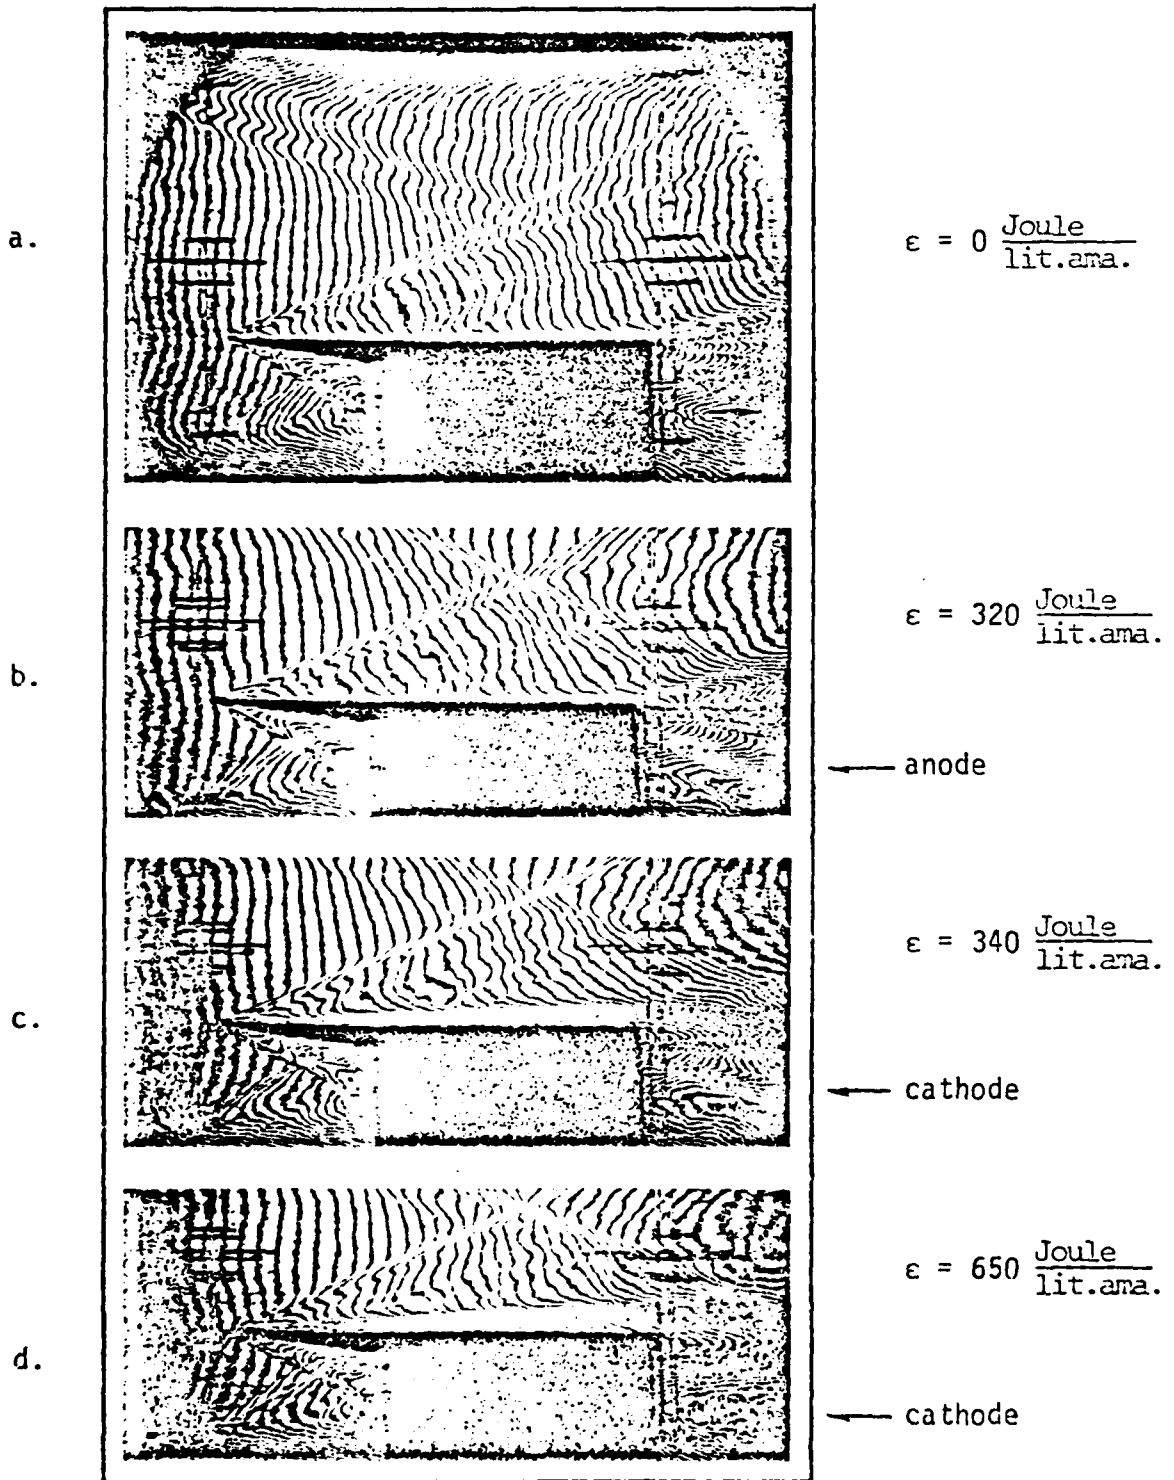 a.
ε = 0 Joule
lit.ama.
ε = 320 Joule
lit.ama.
b.
anode
ε = 340 Joule
lit.ama.
c.
cathode
ε = 650 Joule
lit.ama.
d.
cathode